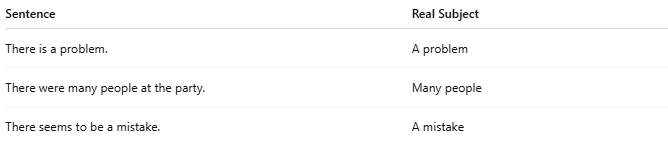 Sentence Real Subject
There is a problem. A problem
There were many people at the party. Many people
There seems to be a mistake. A mistake